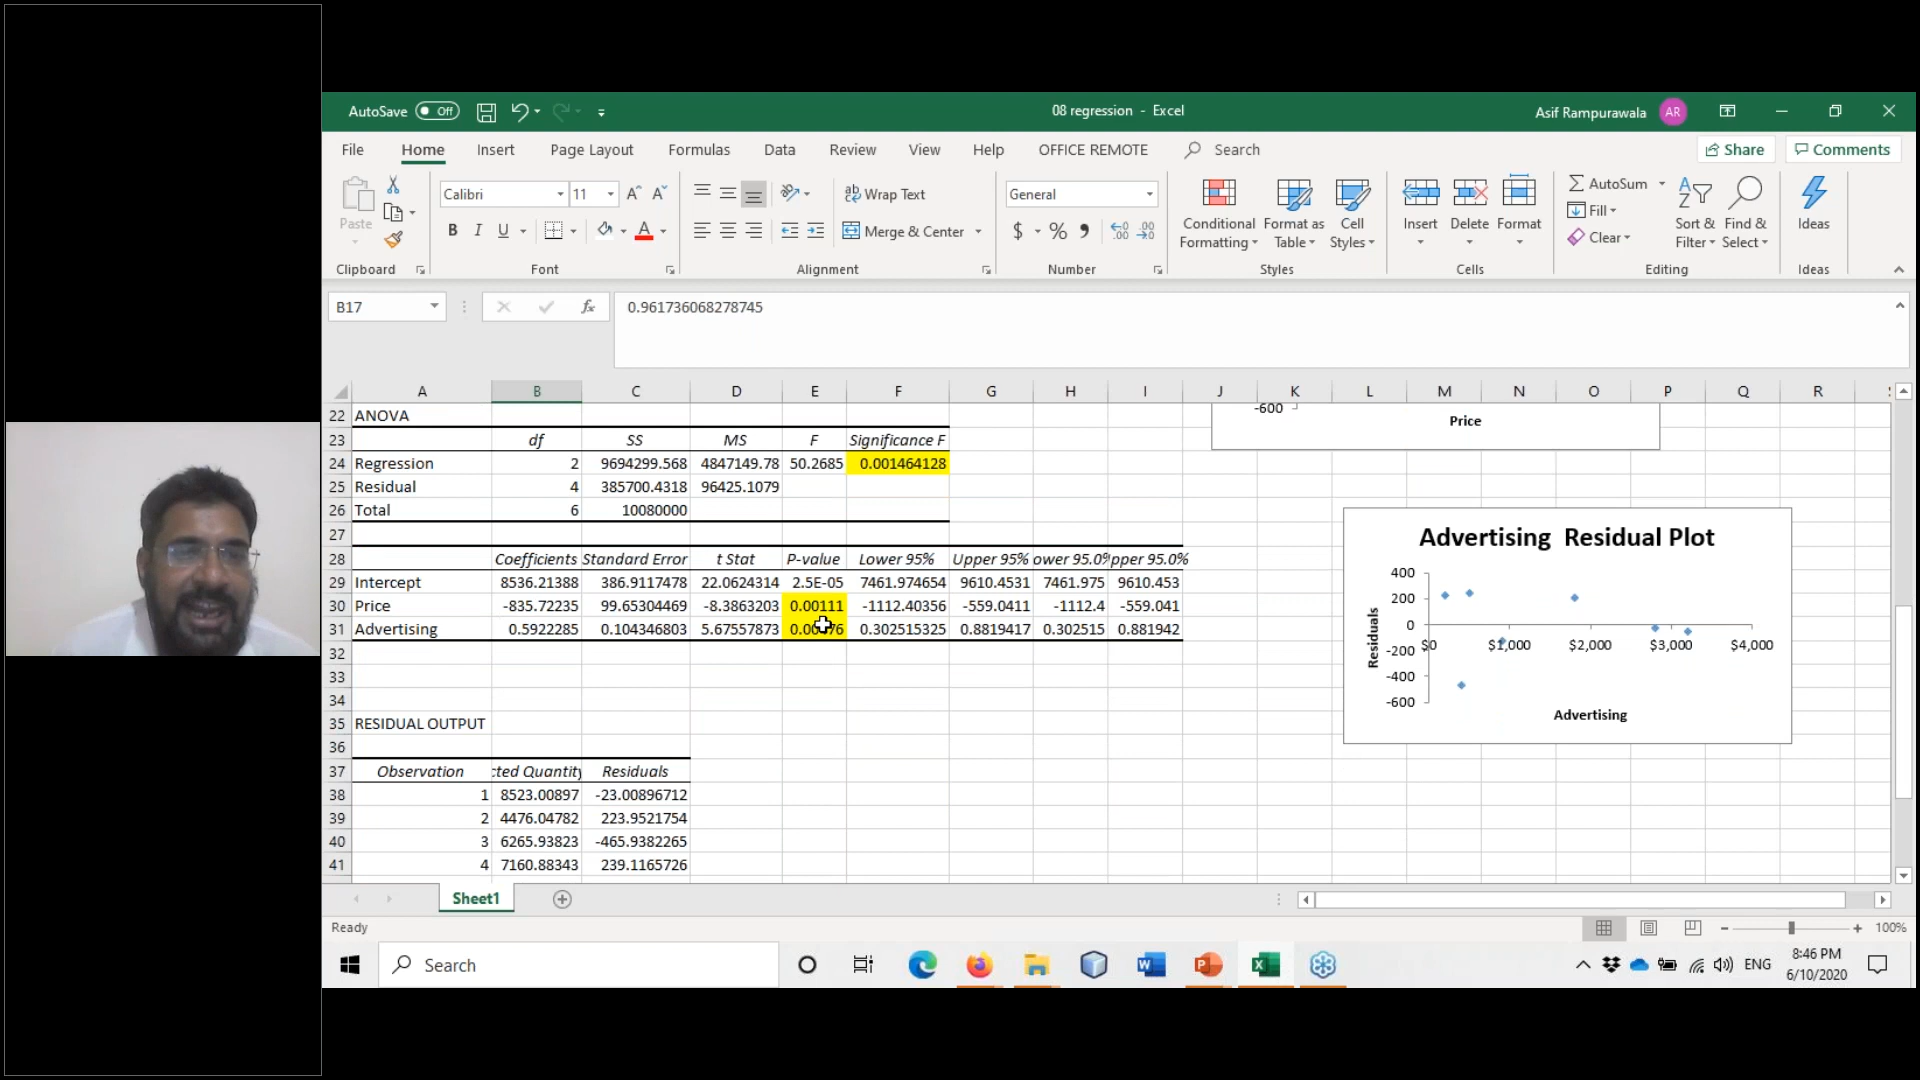 AutoSave Off 08 regression - Excel Asif Rampurawala AR
File Home Insert Page Layout Formulas Data Review View Help OFFICE REMOTE Search Share Comments
Paste Calibri 11 Wrap Text General Conditional Format as Cell Insert Delete Format AutoSum Sort & Find & Ideas
B I U Merge & Center $ % Formatting Table Styles Fill Filter Select
Clear
Clipboard Font Alignment Number Styles Cells Editing Ideas
B17 fx 0.961736068278745
A B C D E F G H I J K L M N O P Q R
22 ANOVA
23 df SS MS F Significance F
24 Regression 2 9694299.568 4847149.78 50.2685 0.001464128
25 Residual 4 385700.4318 96425.1079
26 Total 6 10080000
27
28 Coefficients Standard Error t Stat P-value Lower 95% Upper 95% ower 95.0% pper 95.0%
29 Intercept 8536.21388 386.9117478 22.0624314 2.5E-05 7461.974654 9610.4531 7461.975 9610.453
30 Price -835.72235 99.65304469 -8.3863203 0.00111 -1112.40356 -559.0411 -1112.4 -559.041
31 Advertising 0.5922285 0.104346803 5.67557873 0.302515325 0.8819417 0.302515 0.881942
32
33
34
35 RESIDUAL OUTPUT
36
37 Observation cted Quantity Residuals
38 1 8523.00897 -23.00896712
39 2 4476.04782 223.9521754
40 3 6265.93823 -465.9382265
41 4 7160.88343 239.1165726
-600
Price
Advertising Residual Plot
400
200
0
-200
-400
-600
Residuals
$0 $1,000 $2,000 $3,000 $4,000
Advertising
Sheet1
Ready 100%
Search ENG 8:46 PM
6/10/2020